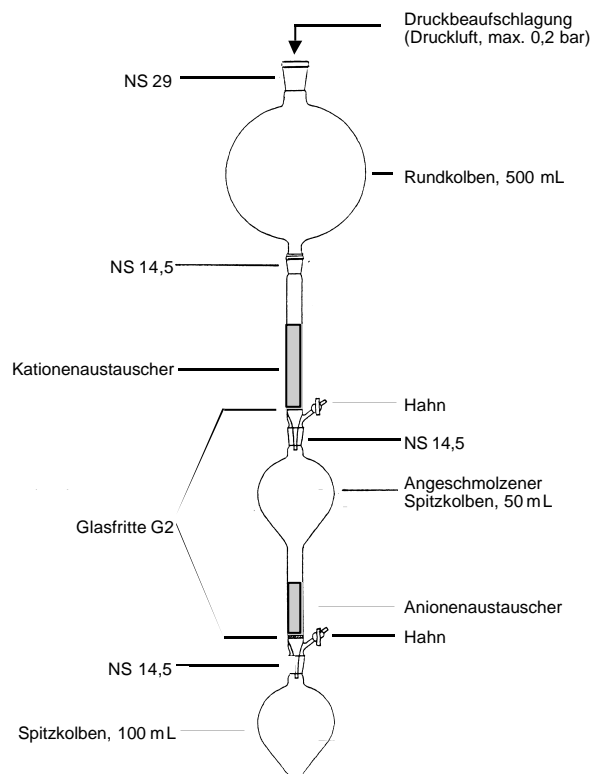 Druckbeaufschlagung
(Druckluft, max. 0,2 bar)
NS 29
Rundkolben, 500 mL
NS 14,5
Kationenaustauscher
Hahn
NS 14,5
Angeschmolzener
Spitzkolben, 50 mL
Glasfritte G2
Anionenaustauscher
Hahn
NS 14,5
Spitzkolben, 100 mL